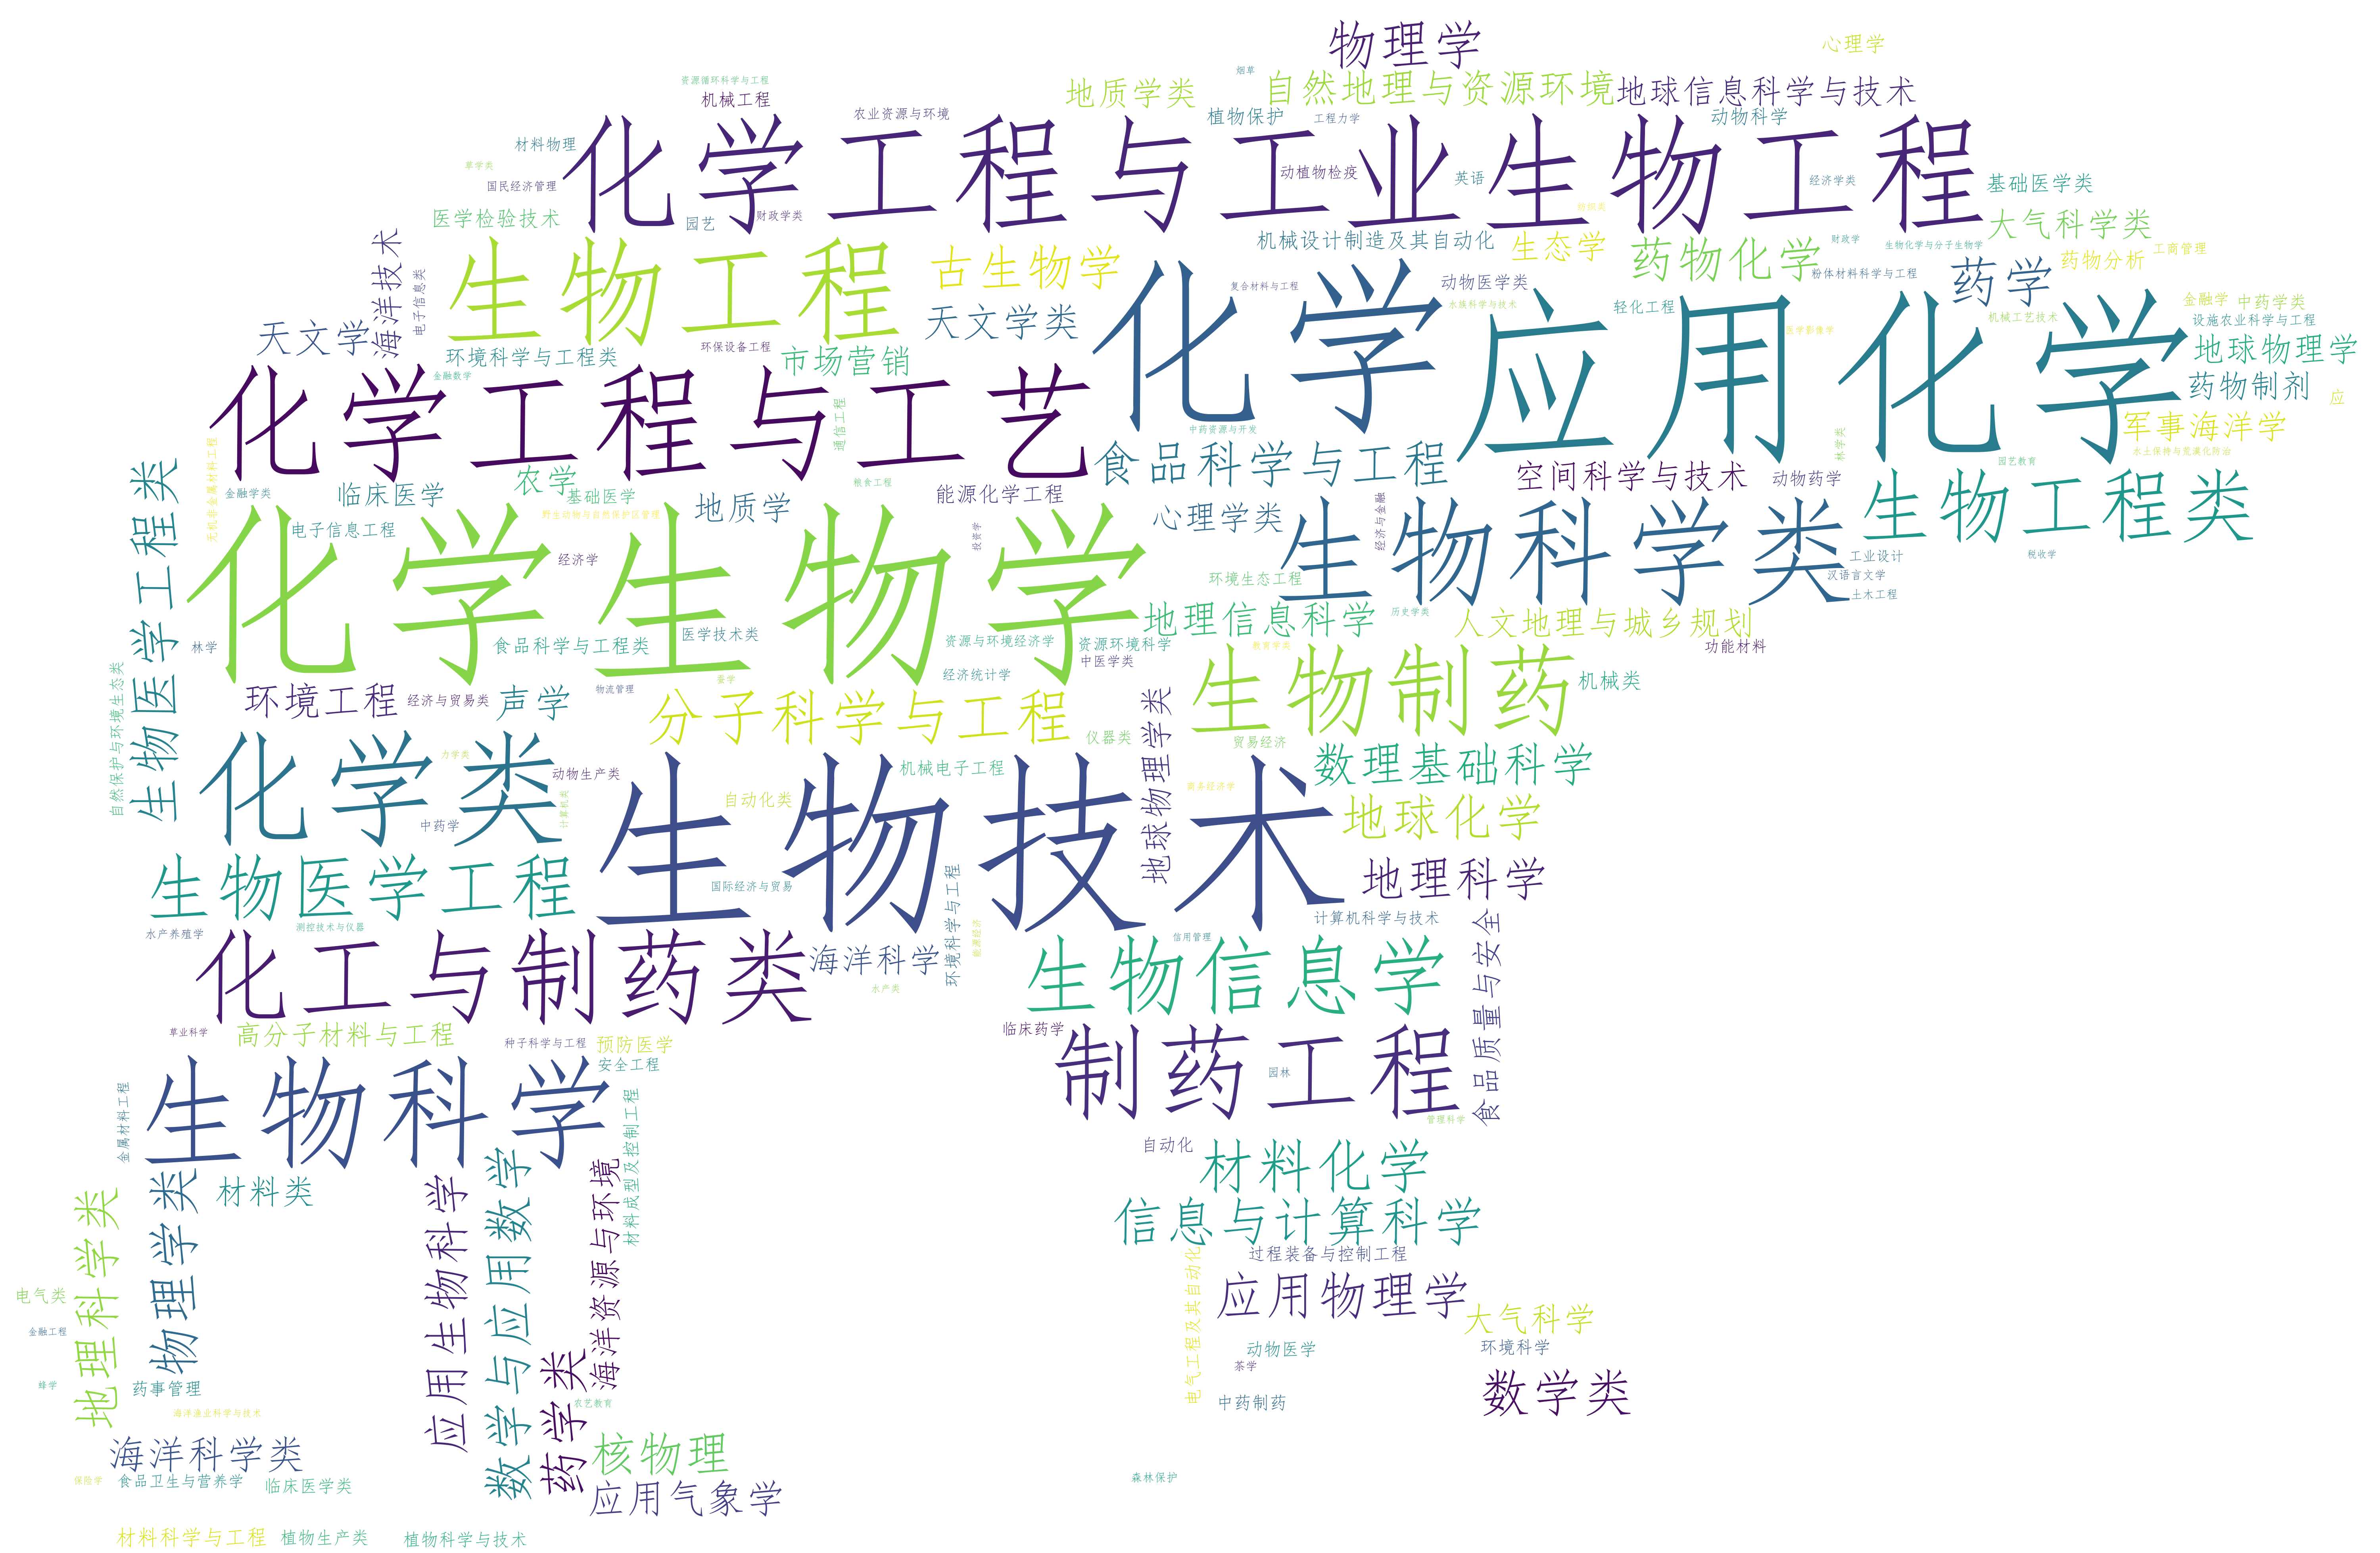 物理学
心理学
资源循环科学与工程
烟草
地质学类
自然地理与资源环境
地球信息科学与技术
机械工程
农业资源与环境
植物保护
工程力学
动物科学
材料物理
化学工程与工业生物工程
草学类
国民经济管理
动植物检疫
英语
经济学类
基础医学类
医学检验技术
园艺
财政学类
大气科学类
海洋技术
电子信息类
生物工程
古生物学
机械设计制造及其自动化
生态学
药物化学
财政学
生物化学与分子生物学
药物分析
工商管理
化学
动物医学类
粉体材料科学与工程
药学
复合材料与工程
水族科学与技术
轻化工程
应用化学
金融学
中药学类
机械工艺技术
设施农业科学与工程
天文学
天文学类
医学影像学
环境科学与工程类
环保设备工程
市场营销
地球物理学
金融数学
化学工程与工艺
药物制剂
应
通信工程
中药资源与开发
军事海洋学
无机非金属材料工程
林学类
水土保持与荒漠化防治
食品科学与工程
园艺教育
生物医学工程类
农学
临床医学
金融学类
基础医学
野生动物与自然保护区管理
粮食工程
能源化学工程
空间科学与技术
动物药学
地质学
电子信息工程
心理学类
经济与金融
生物科学类
生物工程类
化学生物学
经济学
投资学
工业设计
税收学
环境生态工程
汉语言文学
土木工程
地理信息科学
历史学类
人文地理与城乡规划
林学
食品科学与工程类
医学技术类
资源与环境经济学
资源环境科学
教育学类
功能材料
中医学类
经济统计学
自然保护与环境生态类
蚕学
生物制药
机械类
环境工程
经济与贸易类
声学
物流管理
分子科学与工程
地球物理学类
仪器类
贸易经济
化学类
力学类
动物生产类
机械电子工程
数理基础科学
计算机类
自动化类
商务经济学
生物技术
地球化学
中药学
生物医学工程
国际经济与贸易
地理科学
环境科学与工程
食品质量与安全
计算机科学与技术
水产养殖学
测控技术与仪器
能源经济
信用管理
化工与制药类
海洋科学
生物信息学
水产类
草业科学
高分子材料与工程
种子科学与工程
预防医学
临床药学
制药工程
安全工程
园林
生物科学
金属材料工程
材料成型及控制工程
管理科学
自动化
材料化学
物理学类
材料类
应用生物科学
数学与应用数学
海洋资源与环境
地理科学类
信息与计算科学
电气工程及其自动化
过程装备与控制工程
电气类
应用物理学
金融工程
大气科学
动物医学
环境科学
药学类
茶学
蜂学
药事管理
农艺教育
中药制药
数学类
海洋渔业科学与技术
海洋科学类
核物理
保险学
食品卫生与营养学
临床医学类
森林保护
应用气象学
材料科学与工程
植物生产类
植物科学与技术